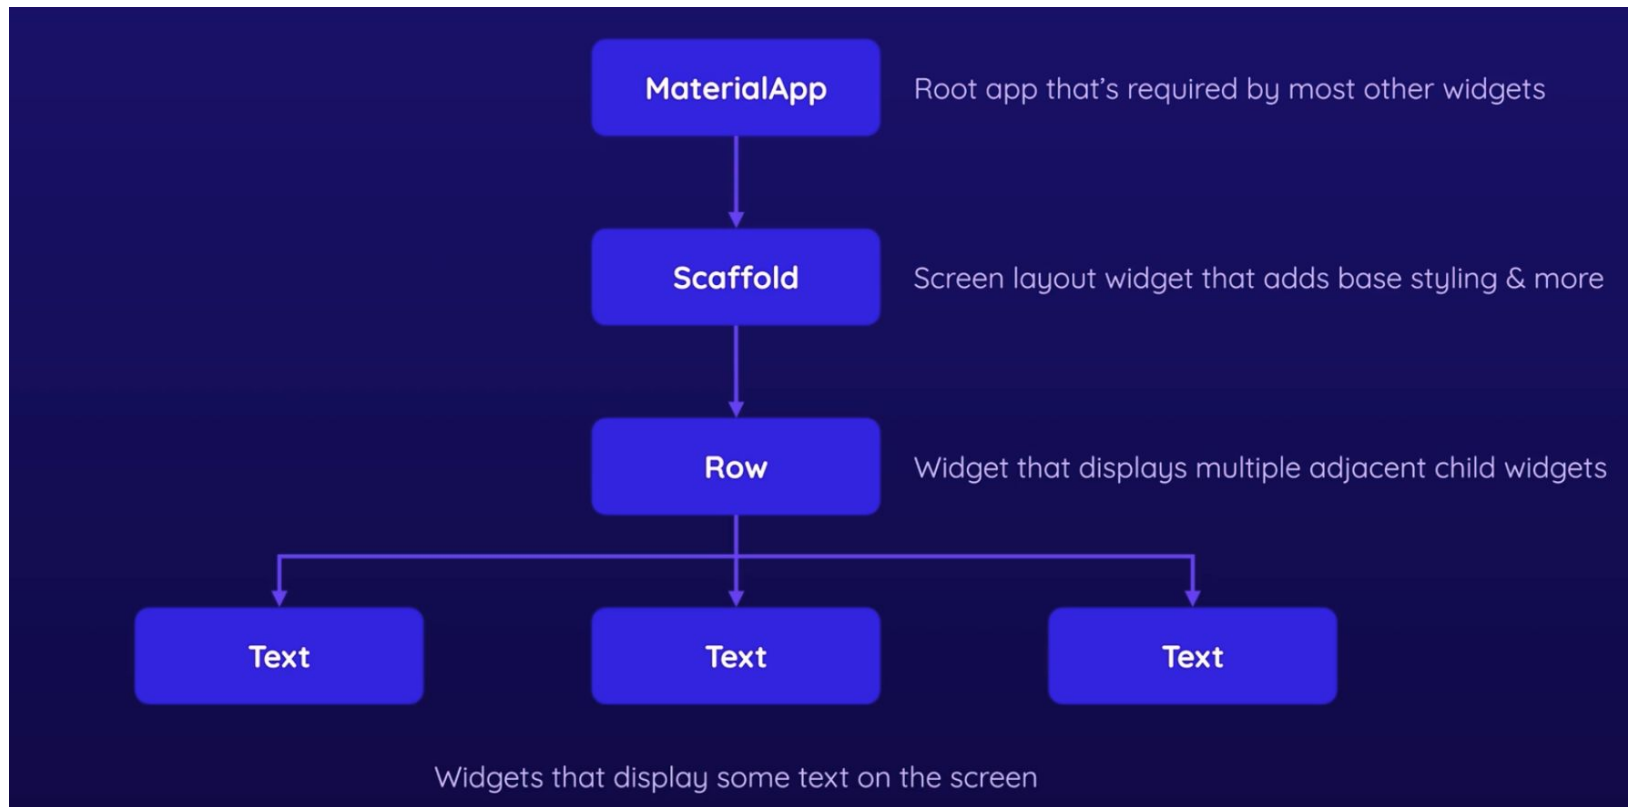 MaterialApp
Root app that's required by most other widgets
Scaffold
Screen layout widget that adds base styling & more
Row
Widget that displays multiple adjacent child widgets
Text
Text
Text
Widgets that display some text on the screen